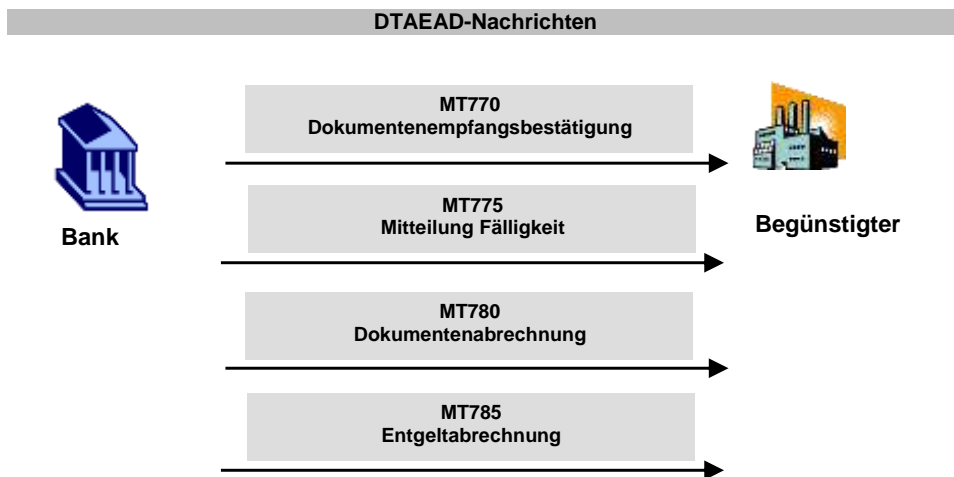 DTAEAD-Nachrichten
MT770
Dokumentenempfangsbestätigung
MT775
Mitteilung Fälligkeit
Bank
Begünstigter
MT780
Dokumentenabrechnung
MT785
Entgeltabrechnung